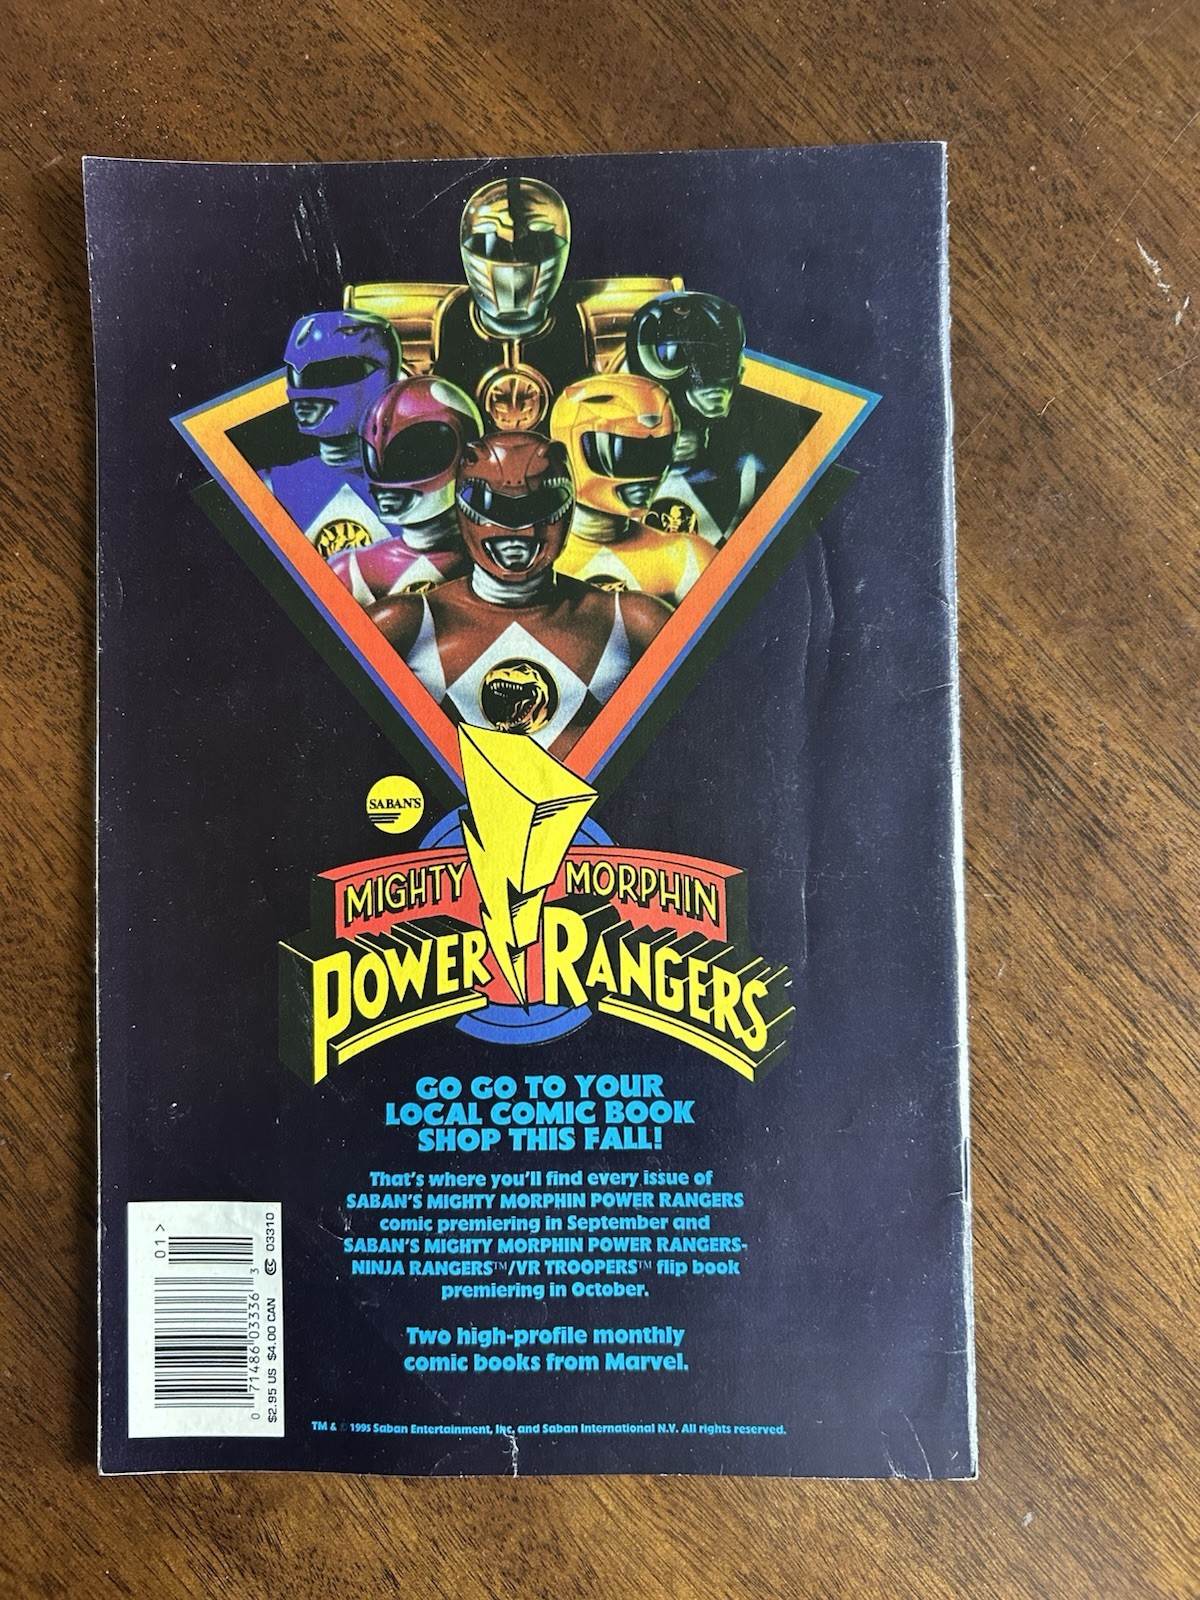 SABAN'S
MIGHTY MORPHIN
POWER RANGERS
GO GO TO YOUR
LOCAL COMIC BOOK
SHOP THIS FALL!
That's where you'll find every issue of
SABAN'S MIGHTY MORPHIN POWER RANGERS
comic premiering in September and
SABAN'S MIGHTY MORPHIN POWER RANGERS-
NINJA RANGERS™/VR TROOPERS™ flip book
premiering in October.
Two high-profile monthly
comic books from Marvel.
TM & © 1995 Saban Entertainment, Inc. and Saban International N.V. All rights reserved.
01>
0 71486 03336 3
$2.95 US $4.00 CAN CC 03310